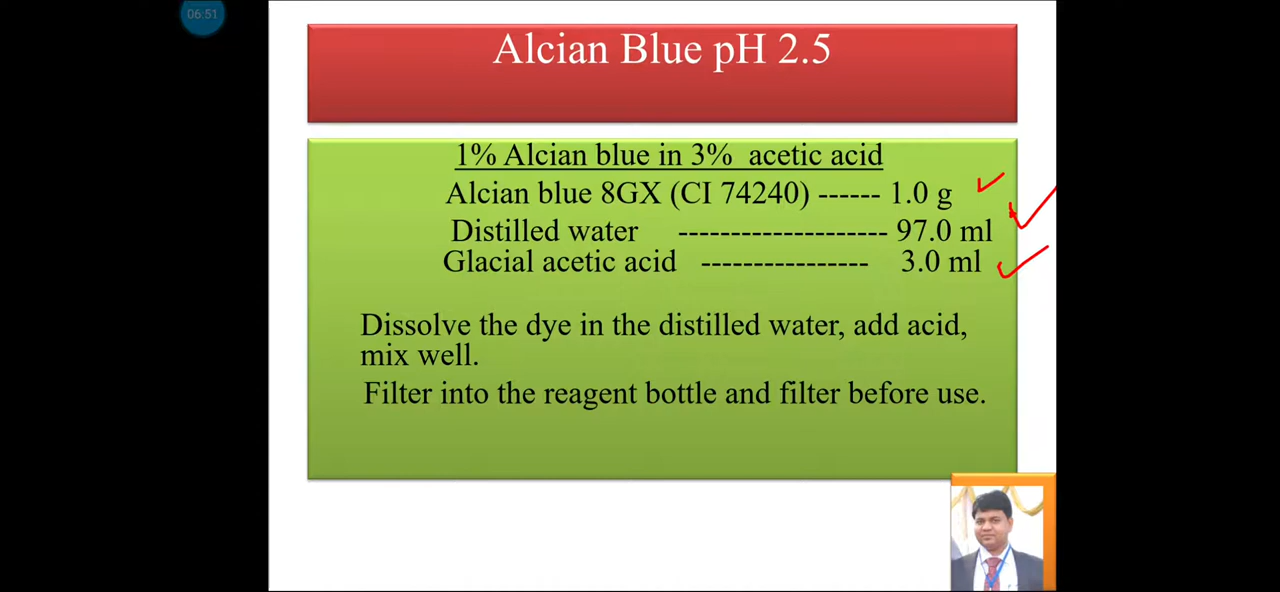 06:51
Alcian Blue pH 2.5
1% Alcian blue in 3% acetic acid
Alcian blue 8GX (CI 74240) ------ 1.0 g
Distilled water -------------------- 97.0 ml
Glacial acetic acid ---------------- 3.0 ml
Dissolve the dye in the distilled water, add acid,
mix well.
Filter into the reagent bottle and filter before use.